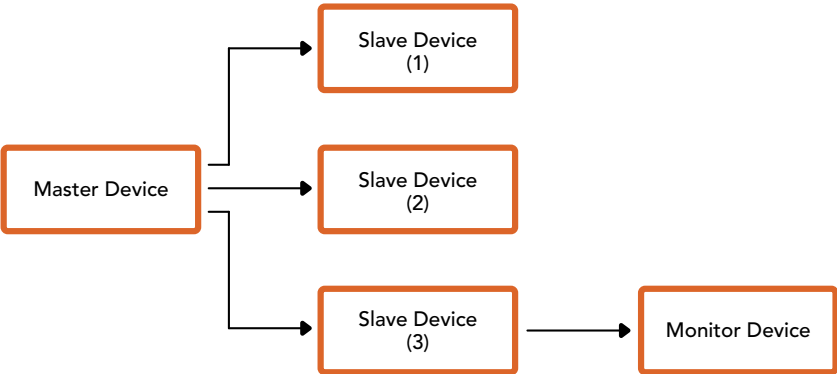 Slave Device
(1)
Master Device
Slave Device
(2)
Slave Device
(3)
Monitor Device